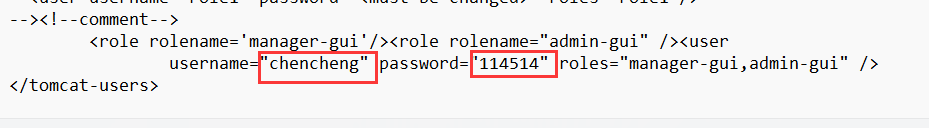 <user username="role1" password="<must-be-changed>" roles="role1"/>
--><!--comment-->
<role rolename='manager-gui'/><role rolename="admin-gui" /><user
username="chencheng" password="114514" roles="manager-gui,admin-gui" />
</tomcat-users>